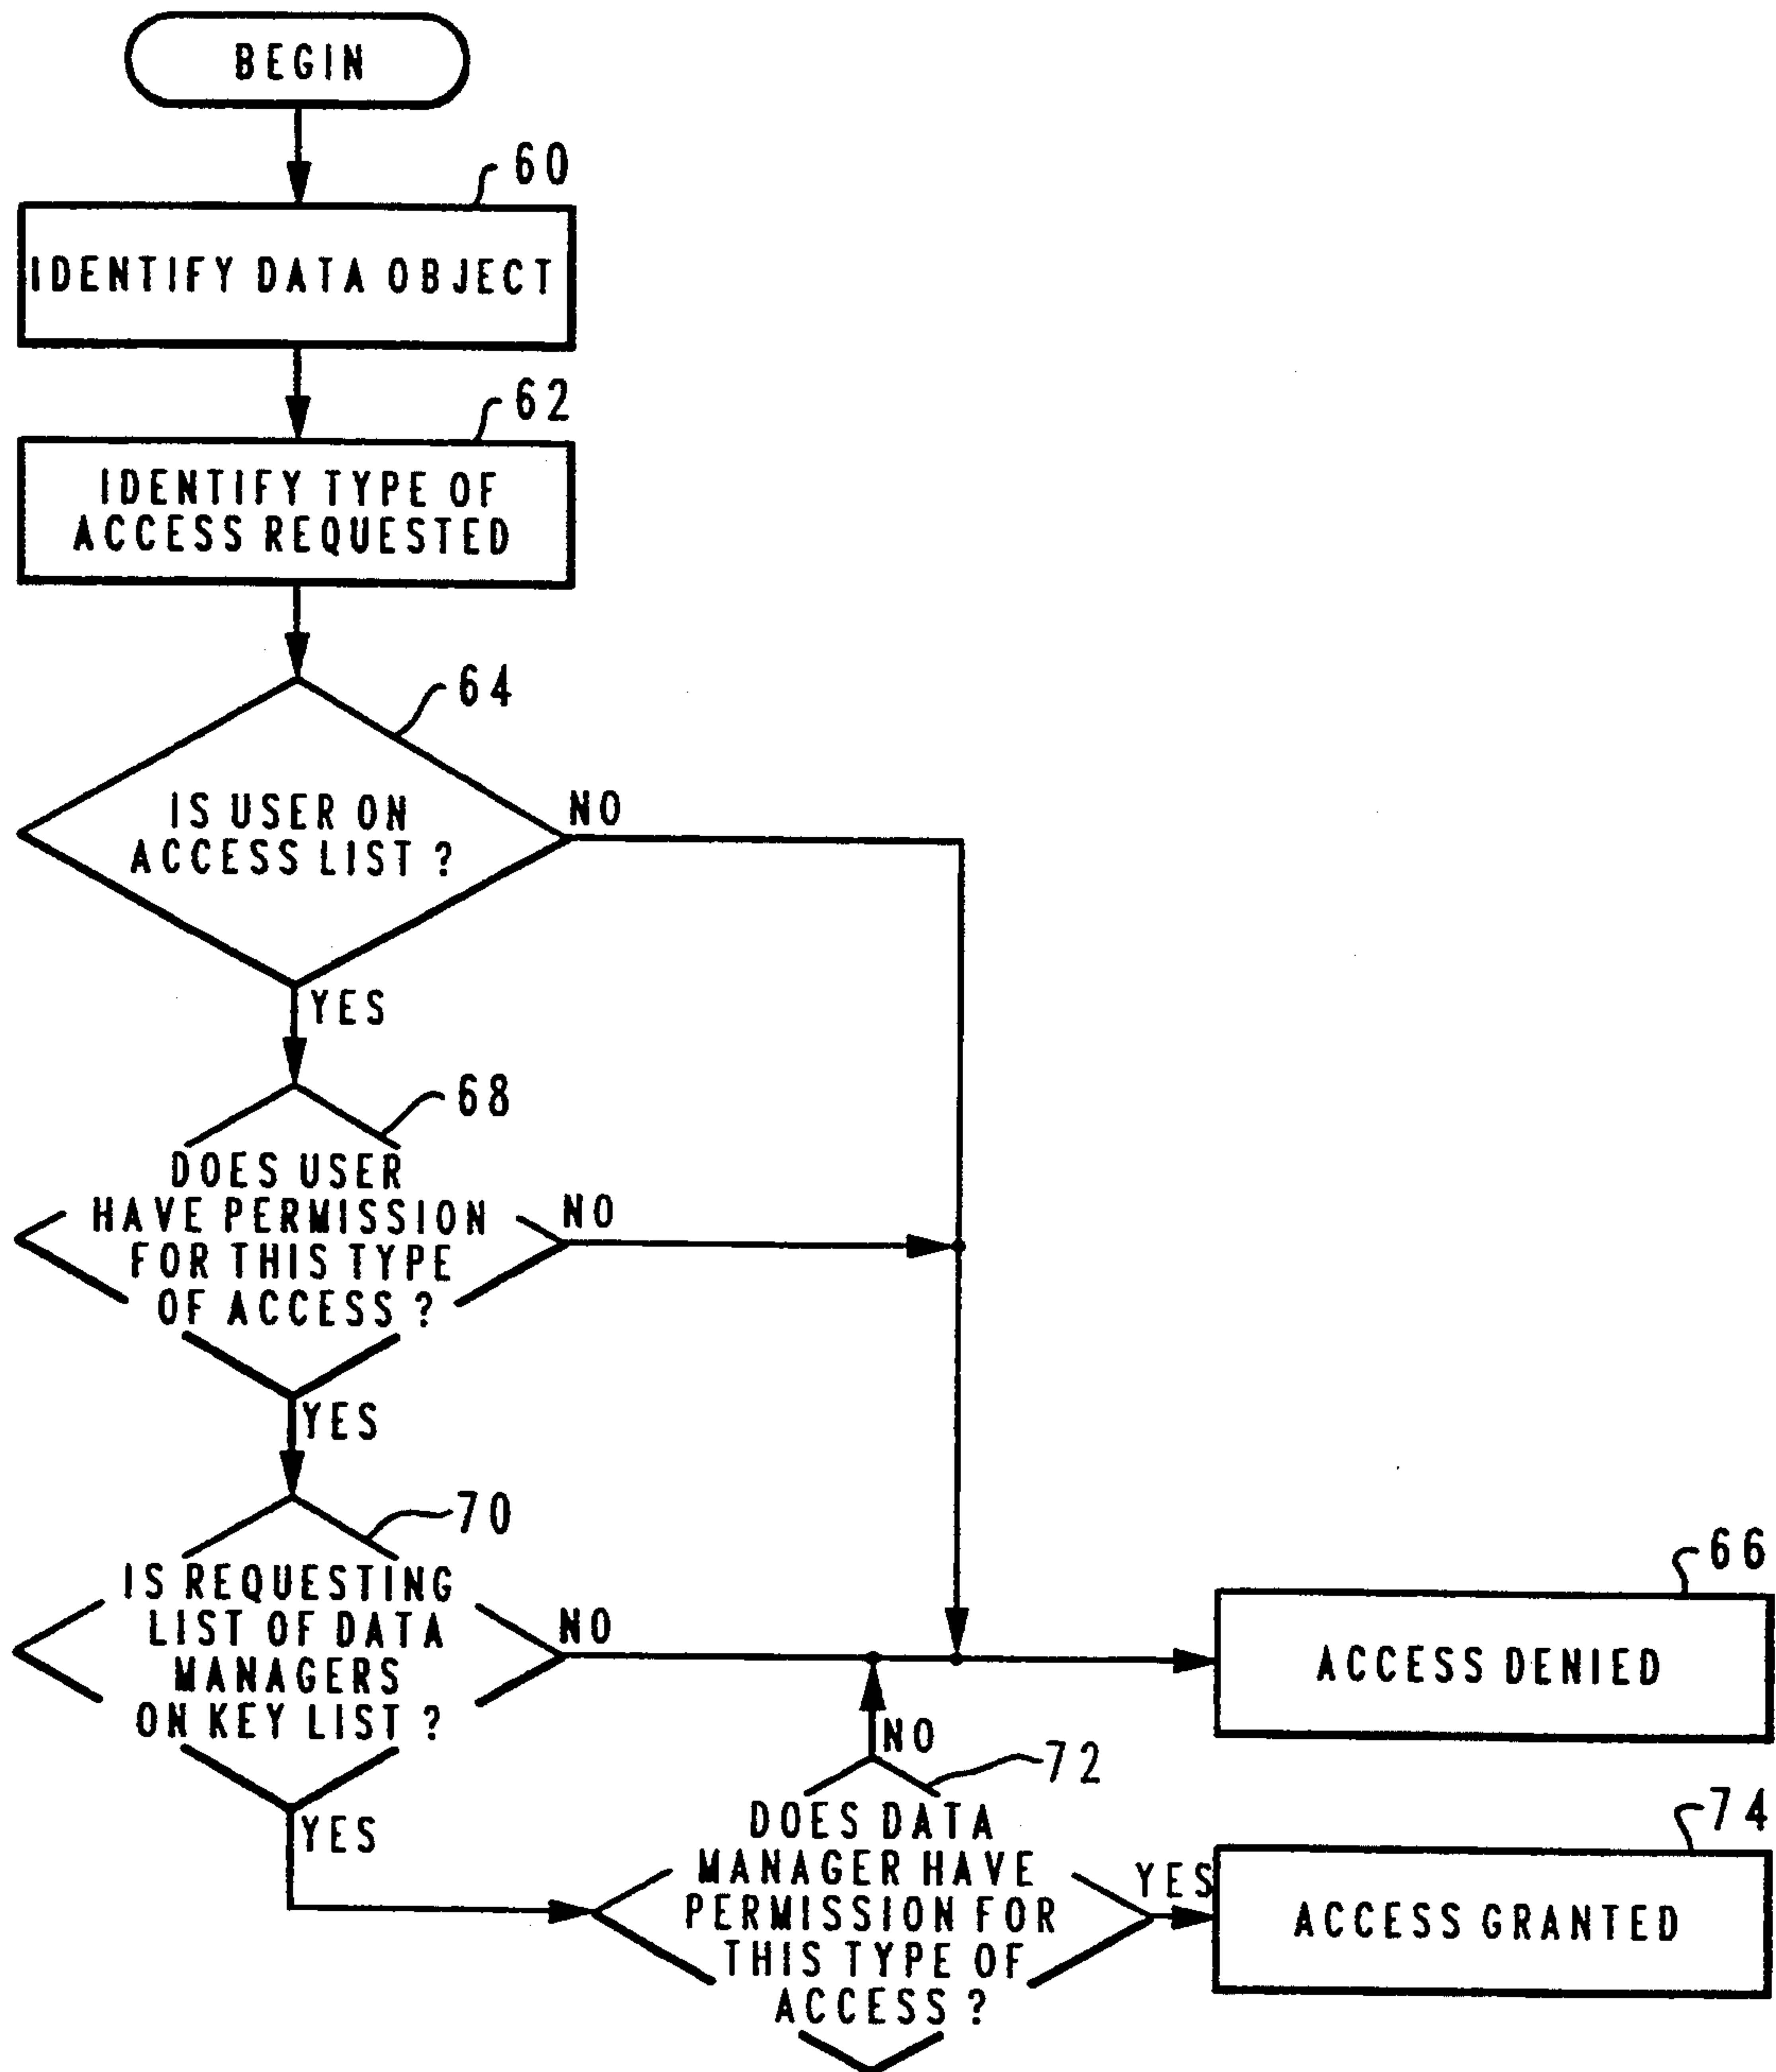 BEGIN
60
IDENTIFY DATA OBJECT
62
IDENTIFY TYPE OF
ACCESS REQUESTED
64
IS USER ON
ACCESS LIST ?
NO
YES
68
DOES USER
HAVE PERMISSION
FOR THIS TYPE
OF ACCESS ?
NO
YES
70
IS REQUESTING
LIST OF DATA
MANAGERS
ON KEY LIST ?
NO
YES
66
ACCESS DENIED
NO
72
DOES DATA
MANAGER HAVE
PERMISSION FOR
THIS TYPE OF
ACCESS ?
YES
74
ACCESS GRANTED